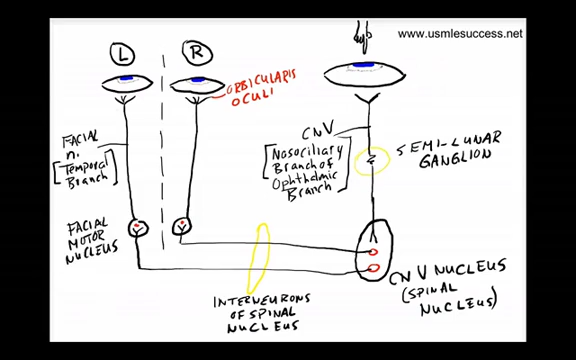 www.usmlesuccess.net
L
R
ORBICULARIS
OCULI
FACIAL
n.
Temporal
Branch
CNV
Nasociliary
Branch of
Ophthalmic
Branch
SEMI-LUNAR
GANGLION
FACIAL
MOTOR
NUCLEUS
CN V NUCLEUS
(SPINAL
NUCLEUS)
INTERNEURONS
OF SPINAL
NUCLEUS